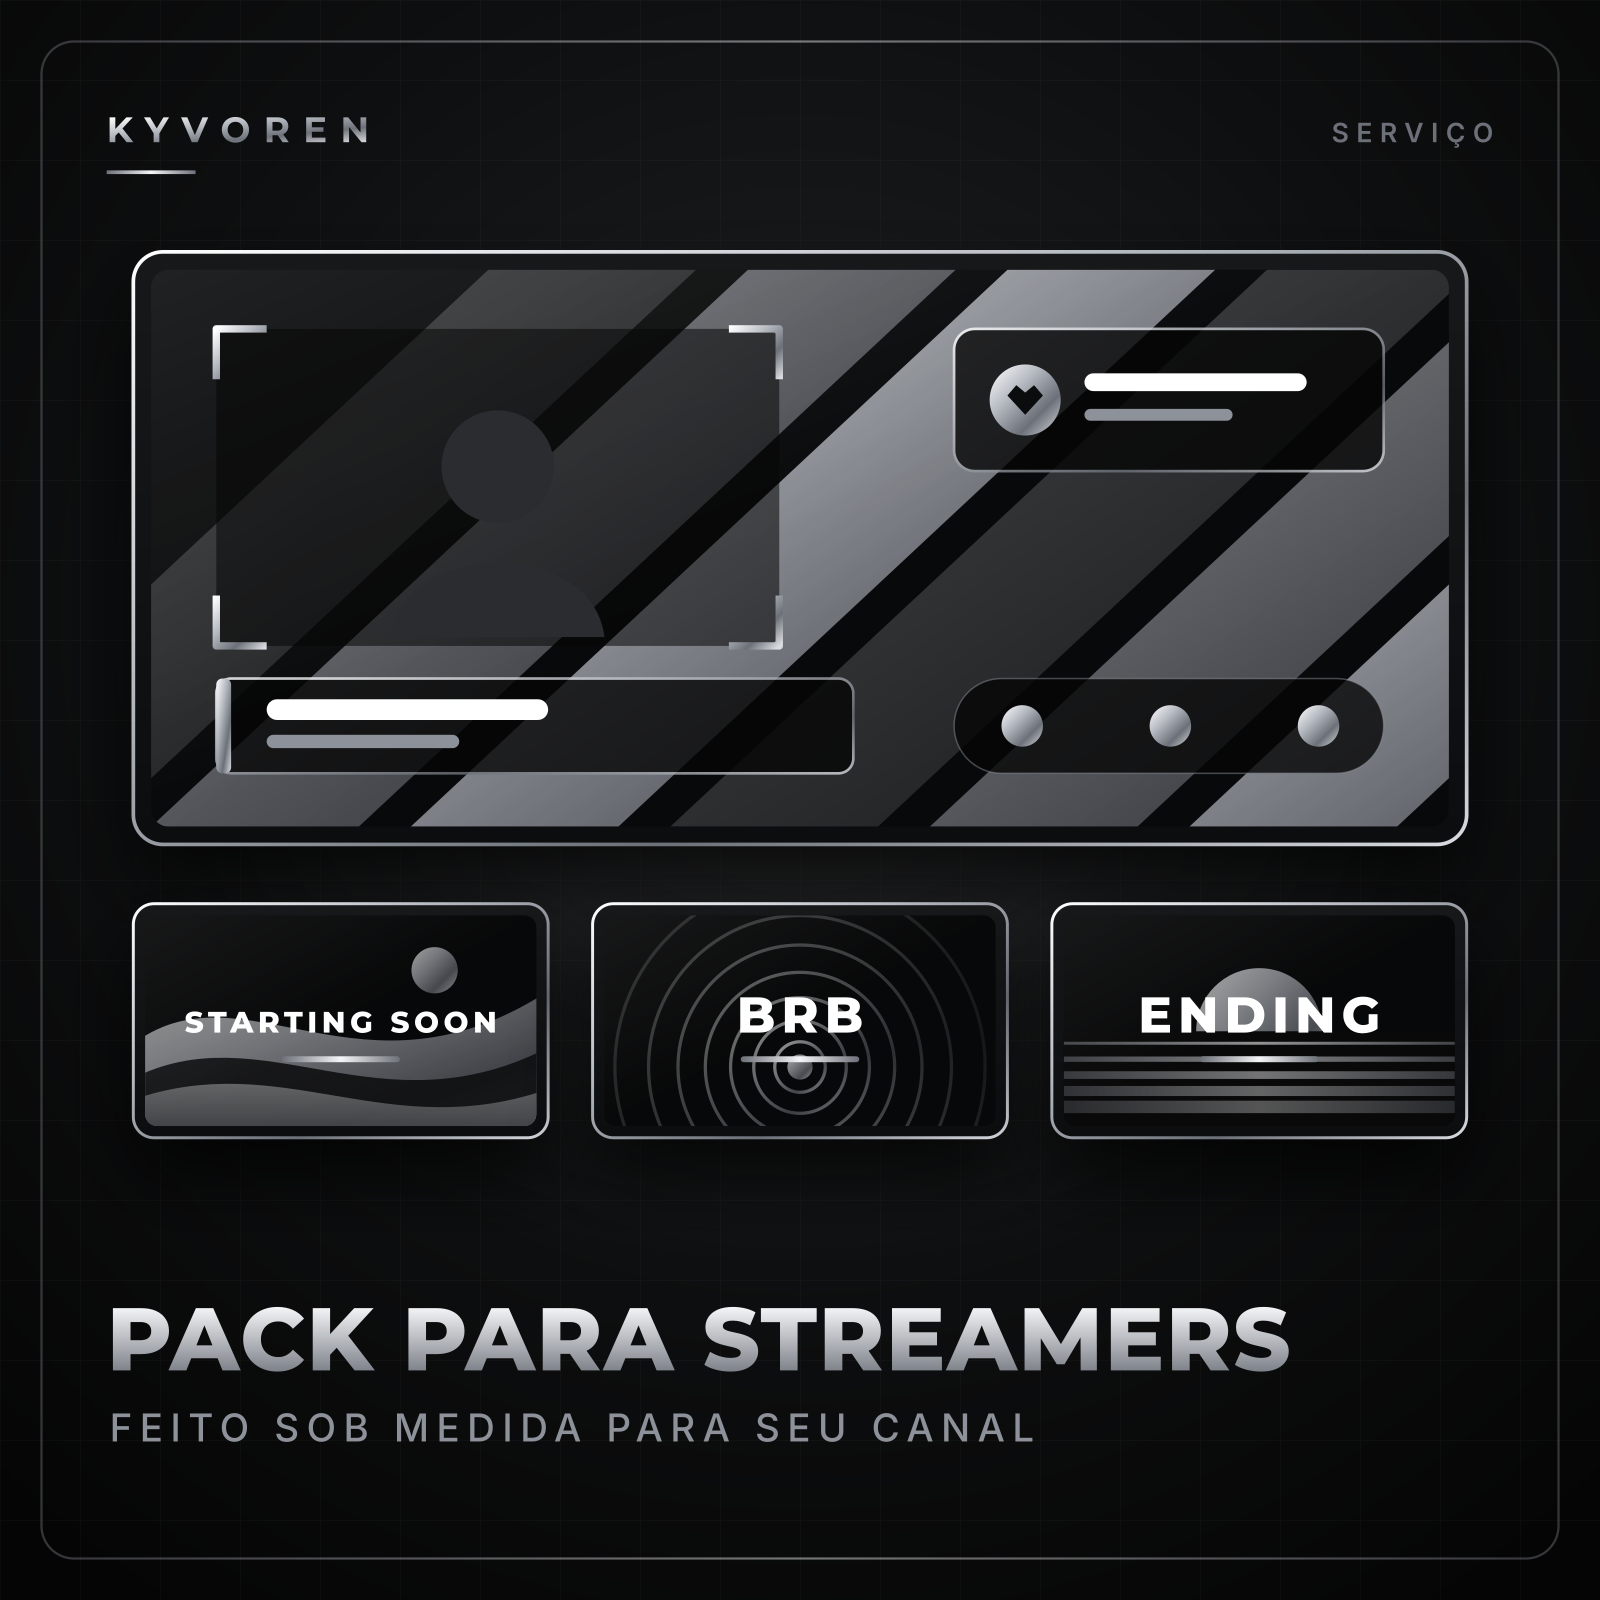 KYVOREN
SERVIÇO
STARTING SOON
BRB
ENDING
PACK PARA STREAMERS
FEITO SOB MEDIDA PARA SEU CANAL